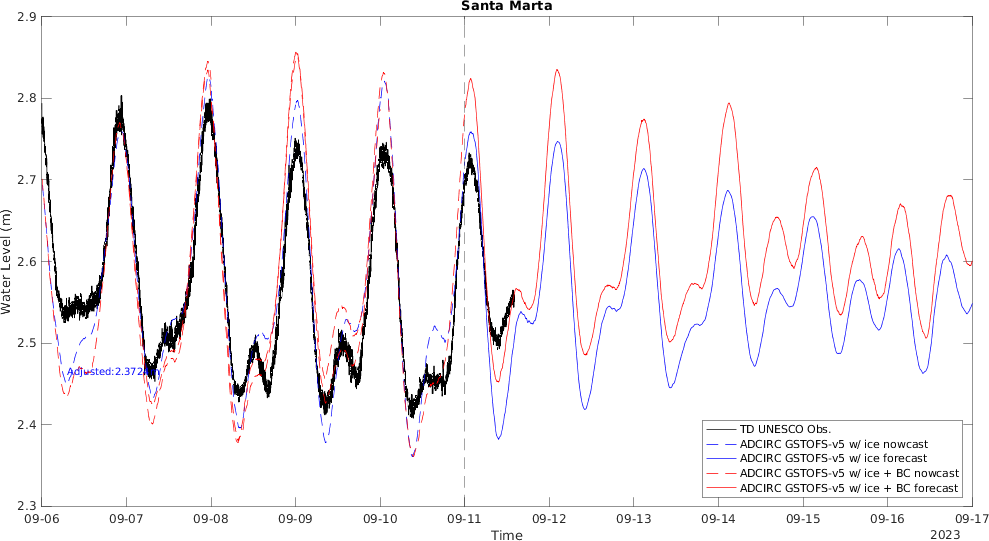 Santa Marta
Water Level (m)
2.9
2.8
2.7
2.6
2.5
2.4
2.3
Adjusted:2.372
TD UNESCO Obs.
ADCIRC GSTOFS-v5 w/ ice nowcast
ADCIRC GSTOFS-v5 w/ ice forecast
ADCIRC GSTOFS-v5 w/ ice + BC nowcast
ADCIRC GSTOFS-v5 w/ ice + BC forecast
09-06 09-07 09-08 09-09 09-10 09-11 09-12 09-13 09-14 09-15 09-16 09-17
Time
2023